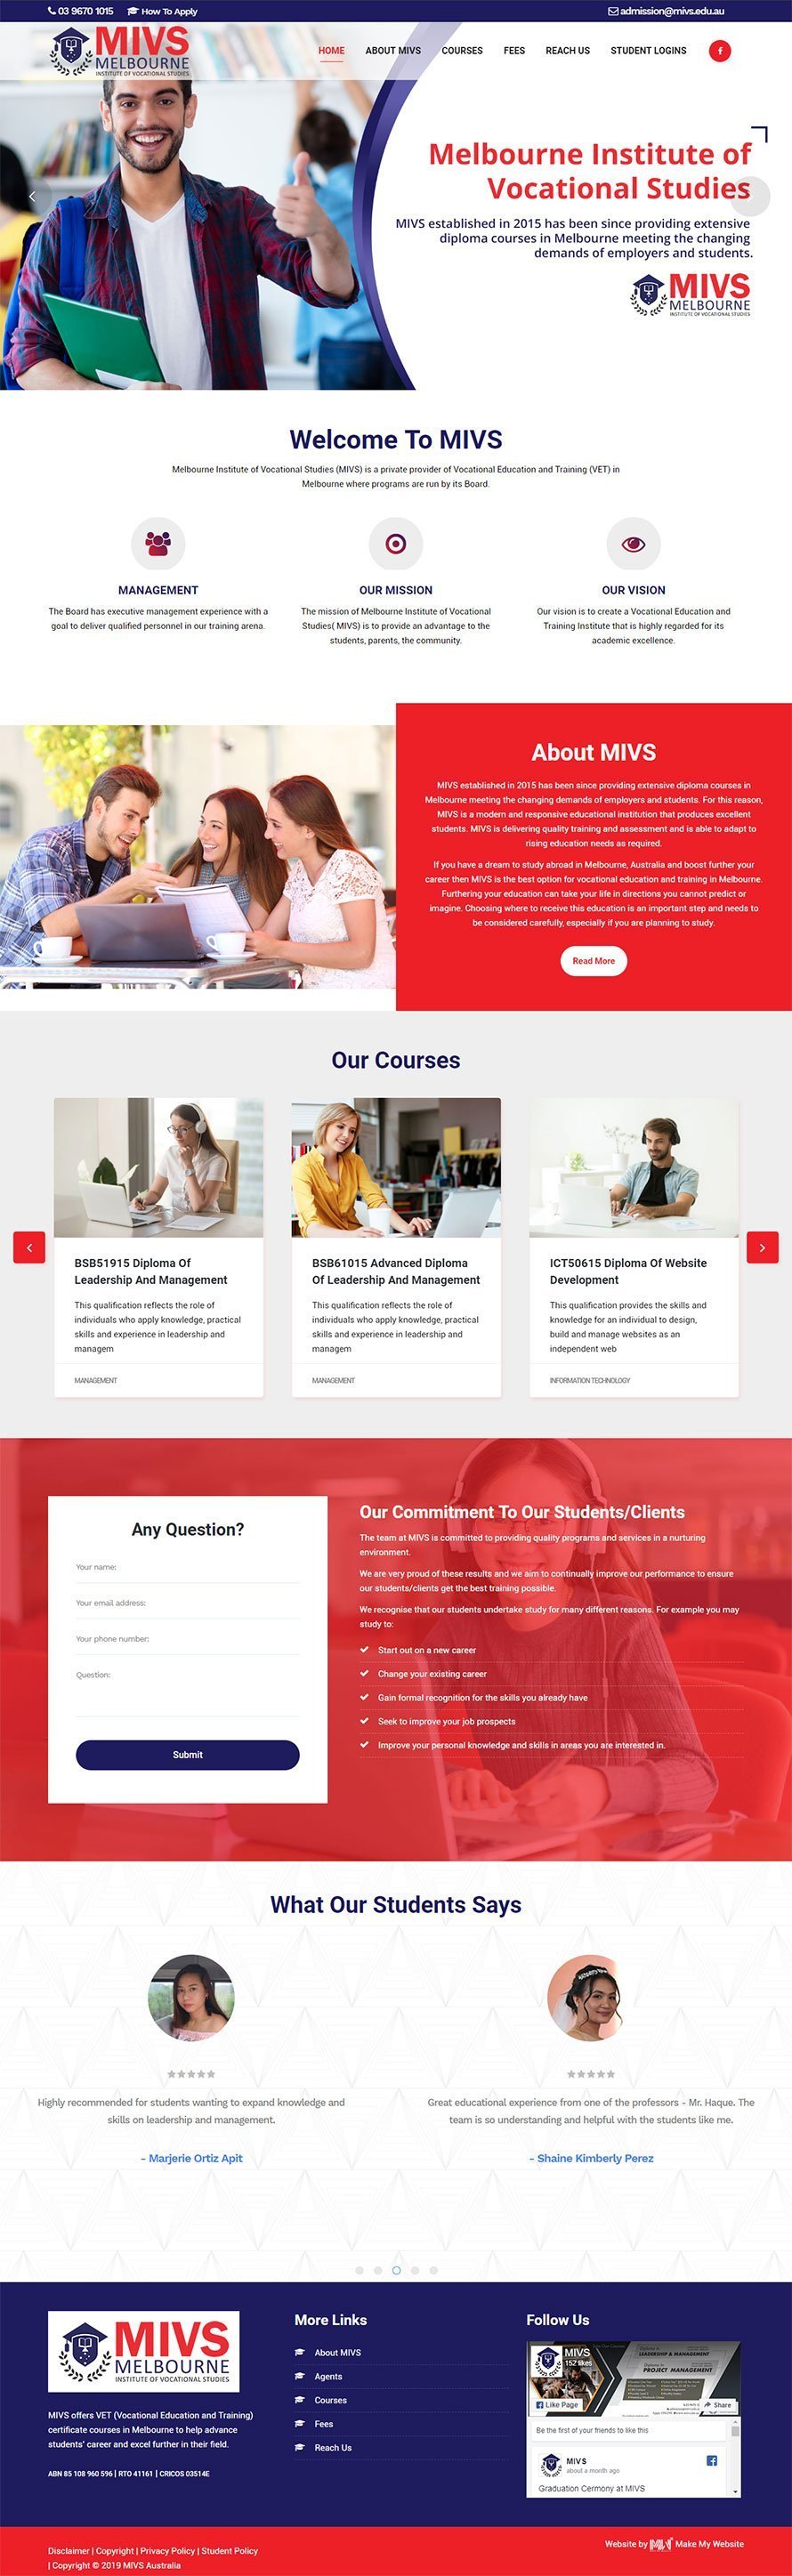 03 9670 1015 How To Apply admission@mivs.edu.au
MIVS
MELBOURNE
INSTITUTE OF VOCATIONAL STUDIES
HOME ABOUT MIVS COURSES FEES REACH US STUDENT LOGINS
Melbourne Institute of
Vocational Studies
MIVS established in 2015 has been since providing extensive
diploma courses in Melbourne meeting the changing
demands of employers and students.
MIVS
MELBOURNE
INSTITUTE OF VOCATIONAL STUDIES
Welcome To MIVS
Melbourne Institute of Vocational Studies (MIVS) is a private provider of Vocational Education and Training (VET) in
Melbourne where programs are run by its Board.
MANAGEMENT
The Board has executive management experience with a
goal to deliver qualified personnel in our training arena.
OUR MISSION
The mission of Melbourne Institute of Vocational
Studies( MIVS) is to provide an advantage to the
students, parents, the community.
OUR VISION
Our vision is to create a Vocational Education and
Training Institute that is highly regarded for its
academic excellence.
About MIVS
MIVS established in 2015 has been since providing extensive diploma courses in
Melbourne meeting the changing demands of employers and students. For this reason,
MIVS is a modern and responsive educational institution that produces excellent
students. MIVS is delivering quality training and assessment and is able to adapt to
rising education needs as required.
If you have a dream to study abroad in Melbourne, Australia and boost further your
career then MIVS is the best option for vocational education and training in Melbourne.
Furthering your education can take your life in directions you cannot predict or
imagine. Choosing where to receive this education is an important step and needs to
be considered carefully, especially if you are planning to study.
Read More
Our Courses
BSB51915 Diploma Of
Leadership And Management
This qualification reflects the role of
individuals who apply knowledge, practical
skills and experience in leadership and
managem
MANAGEMENT
BSB61015 Advanced Diploma
Of Leadership And Management
This qualification reflects the role of
individuals who apply knowledge, practical
skills and experience in leadership and
managem
MANAGEMENT
ICT50615 Diploma Of Website
Development
This qualification provides the skills and
knowledge for an individual to design,
build and manage websites as an
independent web
INFORMATION TECHNOLOGY
Any Question?
Your name:
Your email address:
Your phone number:
Question:
Submit
Our Commitment To Our Students/Clients
The team at MIVS is committed to providing quality programs and services in a nurturing
environment.
We are very proud of these results and we aim to continually improve our performance to ensure
our students/clients get the best training possible.
We recognise that our students undertake study for many different reasons. For example you may
study to:
Start out on a new career
Change your existing career
Gain formal recognition for the skills you already have
Seek to improve your job prospects
Improve your personal knowledge and skills in areas you are interested in.
What Our Students Says
Highly recommended for students wanting to expand knowledge and
skills on leadership and management.
- Marjerie Ortiz Apit
Great educational experience from one of the professors - Mr. Haque. The
team is so understanding and helpful with the students like me.
- Shaine Kimberly Perez
MIVS
MELBOURNE
INSTITUTE OF VOCATIONAL STUDIES
MIVS offers VET (Vocational Education and Training)
certificate courses in Melbourne to help advance
students' career and excel further in their field.
ABN 85 108 960 596 | RTO 41161 | CRICOS 03514E
More Links
About MIVS
Agents
Courses
Fees
Reach Us
Follow Us
MIVS
152 likes
LEADERSHIP & MANAGEMENT
PROJECT MANAGEMENT
Like Page
Share
Be the first of your friends to like this
MIVS
about a month ago
Graduation Cermony at MIVS
Disclaimer | Copyright | Privacy Policy | Student Policy
| Copyright © 2019 MIVS Australia
Website by Make My Website